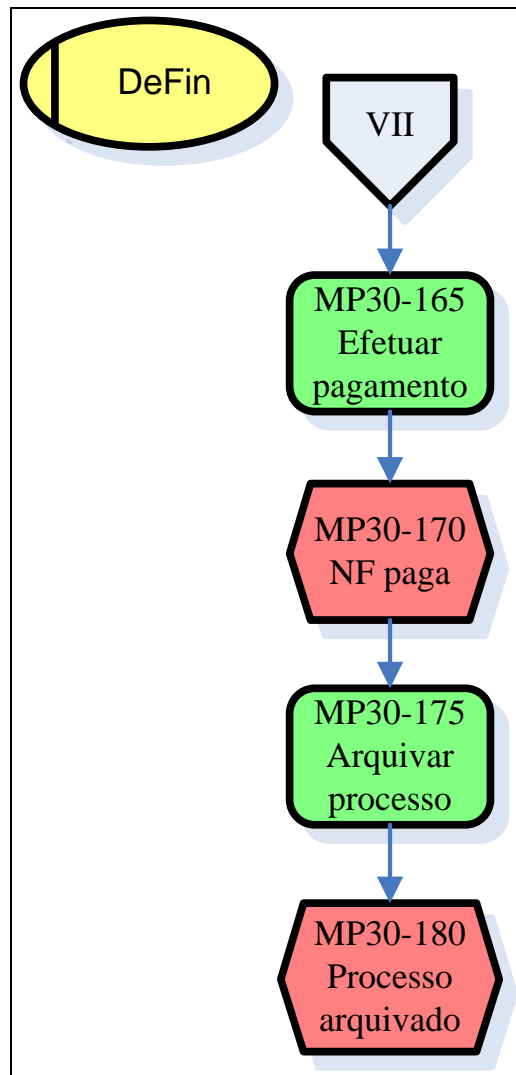 DeFin
VII
MP30-165
Efetuar
pagamento
MP30-170
NF paga
MP30-175
Arquivar
processo
MP30-180
Processo
arquivado